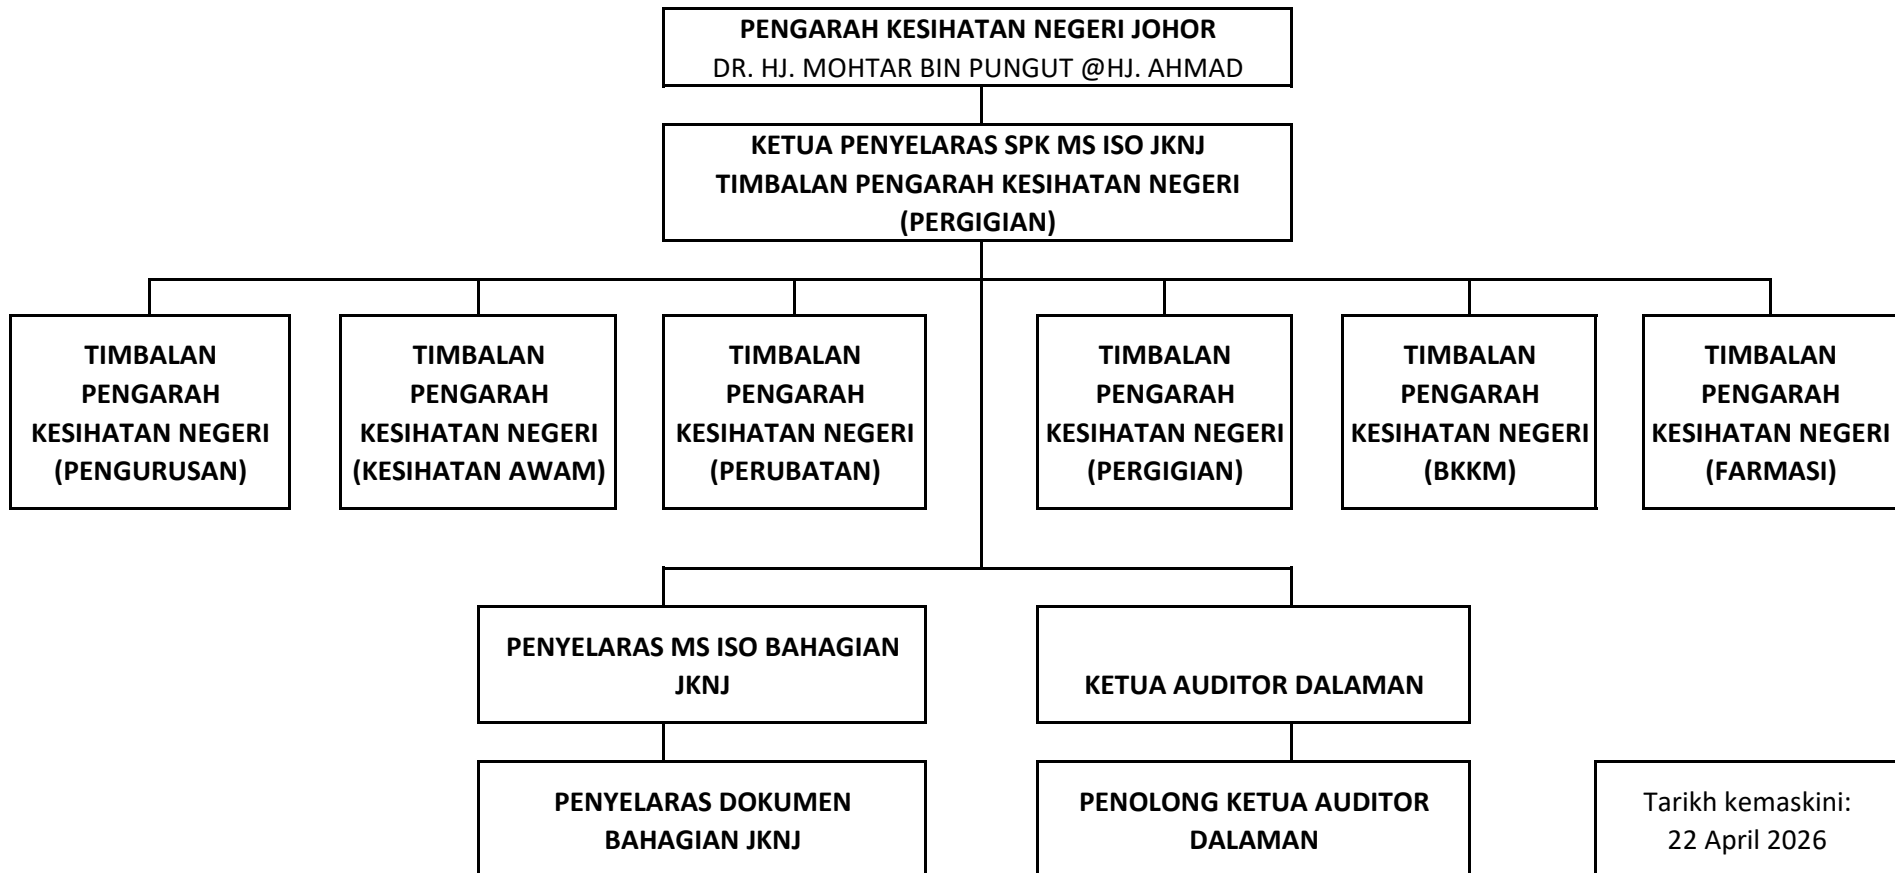 PENGARAH KESIHATAN NEGERI JOHOR
DR. HJ. MOHTAR BIN PUNGUT @HJ. AHMAD
KETUA PENYELARAS SPK MS ISO JKNJ
TIMBALAN PENGARAH KESIHATAN NEGERI
(PERGIGIAN)
TIMBALAN
PENGARAH
KESIHATAN NEGERI
(PENGURUSAN)
TIMBALAN
PENGARAH
KESIHATAN NEGERI
(KESIHATAN AWAM)
TIMBALAN
PENGARAH
KESIHATAN NEGERI
(PERUBATAN)
TIMBALAN
PENGARAH
KESIHATAN NEGERI
(PERGIGIAN)
TIMBALAN
PENGARAH
KESIHATAN NEGERI
(BKKM)
TIMBALAN
PENGARAH
KESIHATAN NEGERI
(FARMASI)
PENYELARAS MS ISO BAHAGIAN
JKNJ
KETUA AUDITOR DALAMAN
PENYELARAS DOKUMEN
BAHAGIAN JKNJ
PENOLONG KETUA AUDITOR
DALAMAN
Tarikh kemaskini:
22 April 2026